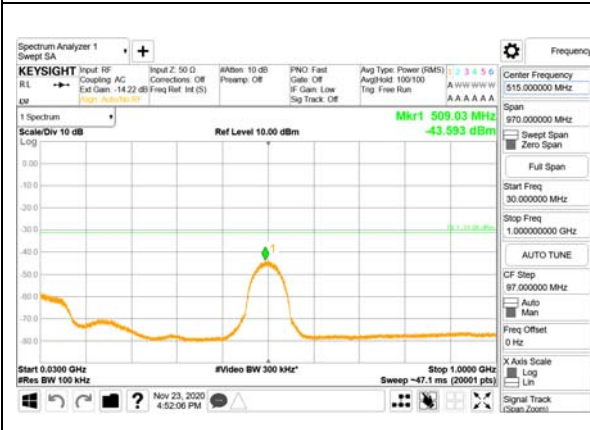 Spectrum Analyzer 1
Swept SA
Frequency
KEYSIGHT
RL
Input: RF
Coupling: AC
Ext Gain: -14.22 dB
Align: Auto/No RF
Input Z: 50 Ω
Corrections: Off
Freq Ref: Int (S)
#Atten: 10 dB
Preamp: Off
PNO: Fast
Gate: Off
IF Gain: Low
Sig Track: Off
Avg Type: Power (RMS)
Avg|Hold: 100/100
Trig: Free Run
1 2 3 4 5 6
A W W W W W
A A A A A A
1 Spectrum
Scale/Div 10 dB
Log
Ref Level 10.00 dBm
Mkr1 509.03 MHz
-43.593 dBm
0.00
-10.0
-20.0
-30.0
-40.0
-50.0
-60.0
-70.0
-80.0
1
Start 0.0300 GHz
#Res BW 100 kHz
#Video BW 300 kHz*
Stop 1.0000 GHz
Sweep ~47.1 ms (20001 pts)
Nov 23, 2020
4:52:06 PM
Center Frequency
515.000000 MHz
Span
970.000000 MHz
Swept Span
Zero Span
Full Span
Start Freq
30.000000 MHz
Stop Freq
1.000000000 GHz
AUTO TUNE
CF Step
97.000000 MHz
Auto
Man
Freq Offset
0 Hz
X Axis Scale
Log
Lin
Signal Track
(Span Zoom)